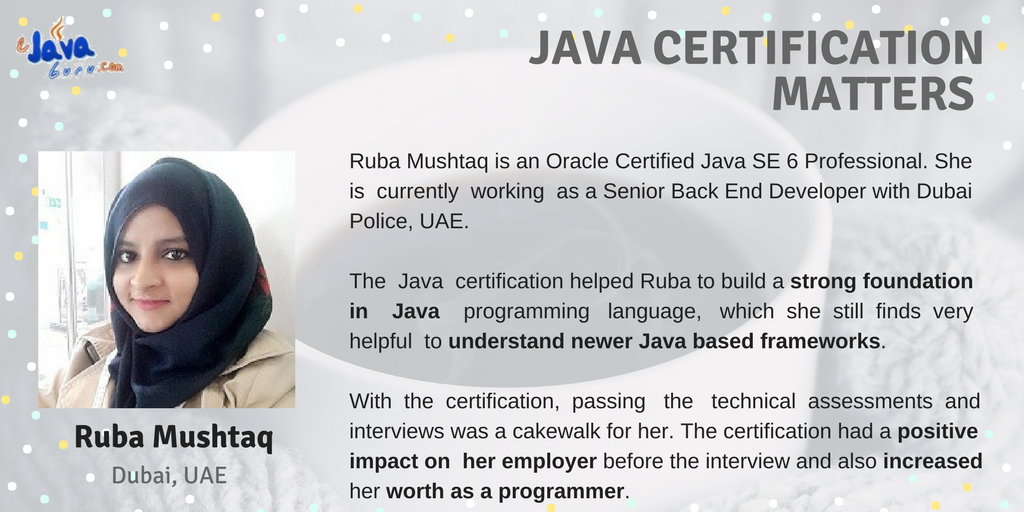 eJava
Guru.com
JAVA CERTIFICATION
MATTERS
Ruba Mushtaq is an Oracle Certified Java SE 6 Professional. She
is currently working as a Senior Back End Developer with Dubai
Police, UAE.
The Java certification helped Ruba to build a strong foundation
in Java programming language, which she still finds very
helpful to understand newer Java based frameworks.
With the certification, passing the technical assessments and
interviews was a cakewalk for her. The certification had a positive
impact on her employer before the interview and also increased
her worth as a programmer.
Ruba Mushtaq
Dubai, UAE